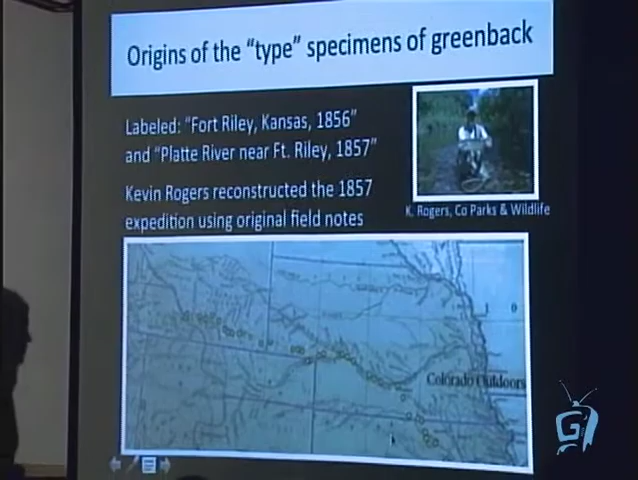 Origins of the "type" specimens of greenback
Labeled: "Fort Riley, Kansas, 1856"
and "Platte River near Ft. Riley, 1857"
Kevin Rogers reconstructed the 1857
expedition using original field notes
K. Rogers, Co Parks & Wildlife
Colorado Outdoors
G